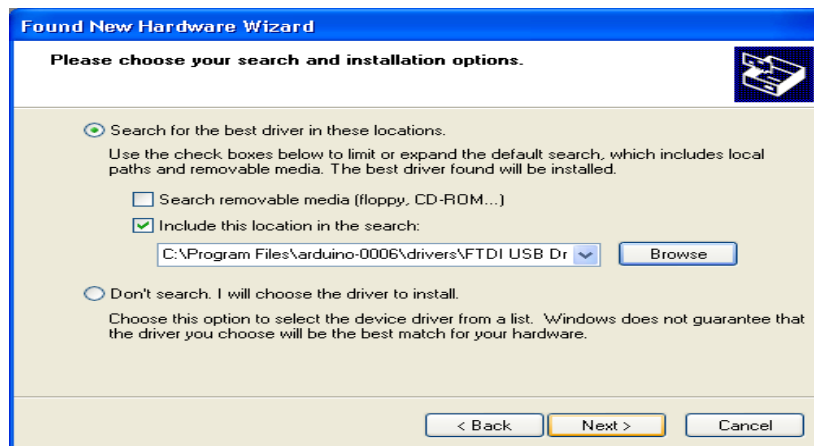 Found New Hardware Wizard
Please choose your search and installation options.
Search for the best driver in these locations.
Use the check boxes below to limit or expand the default search, which includes local
paths and removable media. The best driver found will be installed.
Search removable media (floppy, CD-ROM...)
Include this location in the search:
C:\Program Files\arduino-0006\drivers\FTDI USB Dr
Browse
Don't search. I will choose the driver to install.
Choose this option to select the device driver from a list. Windows does not guarantee that
the driver you choose will be the best match for your hardware.
< Back
Next >
Cancel